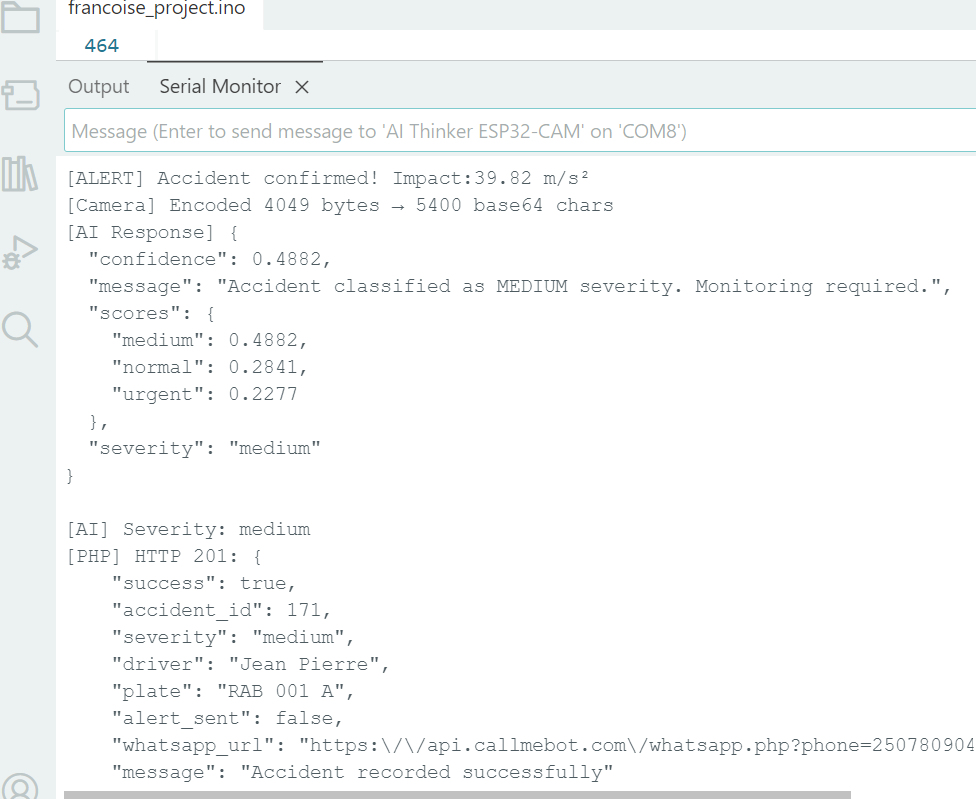 francoise_project.ino
464
Output Serial Monitor ×
Message (Enter to send message to 'AI Thinker ESP32-CAM' on 'COM8')
[ALERT] Accident confirmed! Impact:39.82 m/s²
[Camera] Encoded 4049 bytes → 5400 base64 chars
[AI Response] {
  "confidence": 0.4882,
  "message": "Accident classified as MEDIUM severity. Monitoring required.",
  "scores": {
    "medium": 0.4882,
    "normal": 0.2841,
    "urgent": 0.2277
  },
  "severity": "medium"
}
[AI] Severity: medium
[PHP] HTTP 201: {
    "success": true,
    "accident_id": 171,
    "severity": "medium",
    "driver": "Jean Pierre",
    "plate": "RAB 001 A",
    "alert_sent": false,
    "whatsapp_url": "https:\/\/api.callmebot.com\/whatsapp.php?phone=250780904
    "message": "Accident recorded successfully"